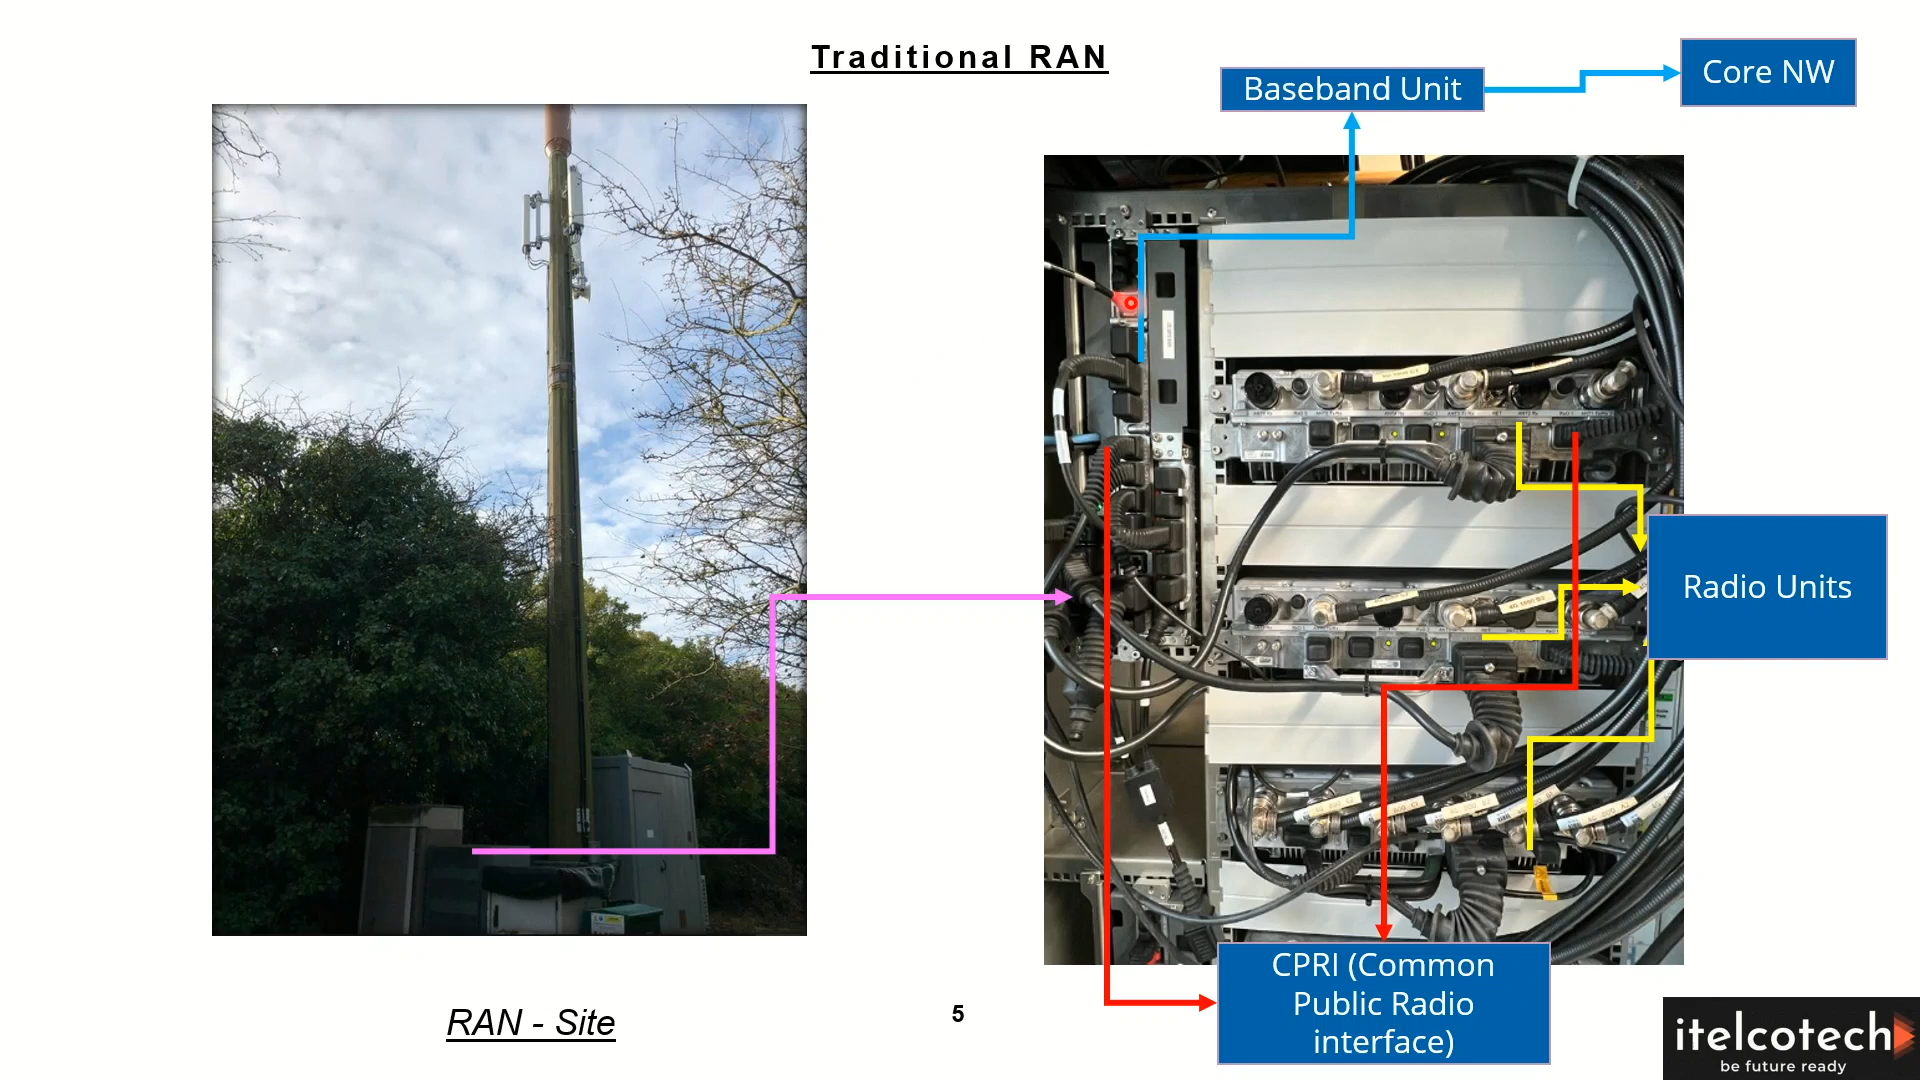 Traditional RAN
Baseband Unit
Core NW
Radio Units
CPRI (Common
Public Radio
interface)
RAN - Site
5
itelcotech
be future ready